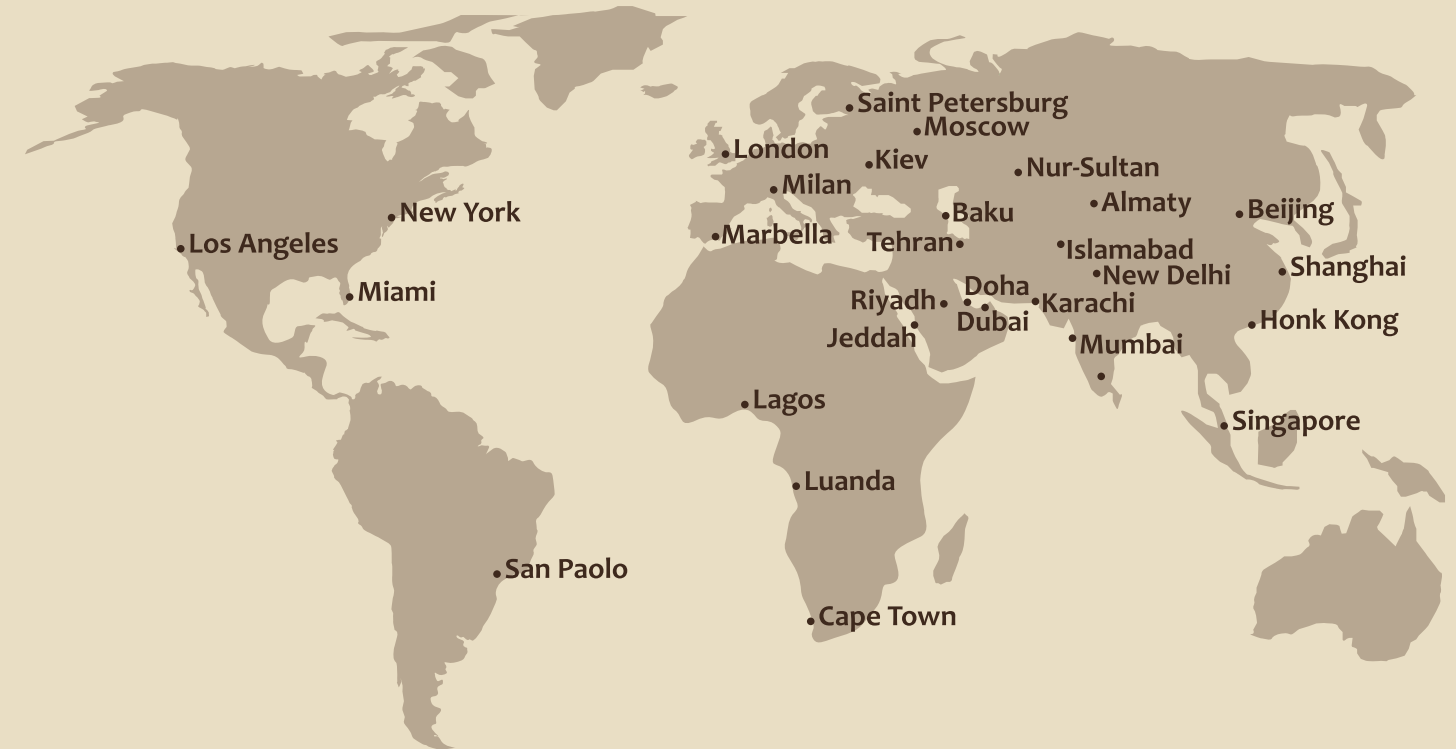 Saint Petersburg
Moscow
London
Kiev
Nur-Sultan
Milan
Almaty
New York
Baku
Beijing
Marbella
Los Angeles
Tehran
Islamabad
New Delhi
Shanghai
Miami
Doha
Riyadh
Karachi
Dubai
Honk Kong
Jeddah
Mumbai
Lagos
Singapore
Luanda
San Paolo
Cape Town